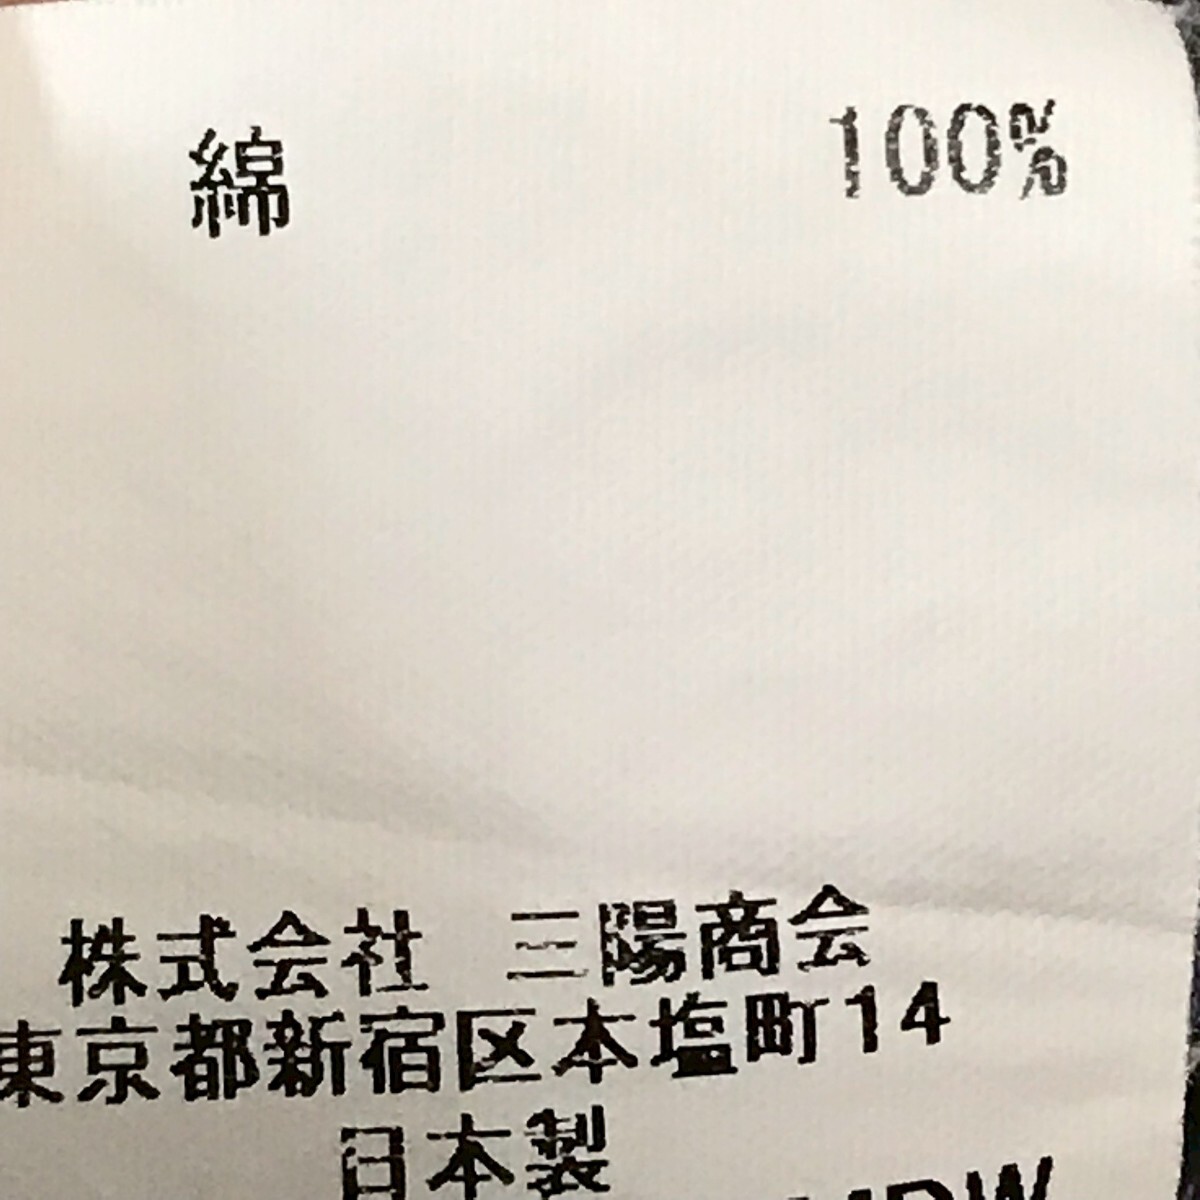 綿 100%
株式会社 三陽商会
東京都新宿区本塩町14
日本製